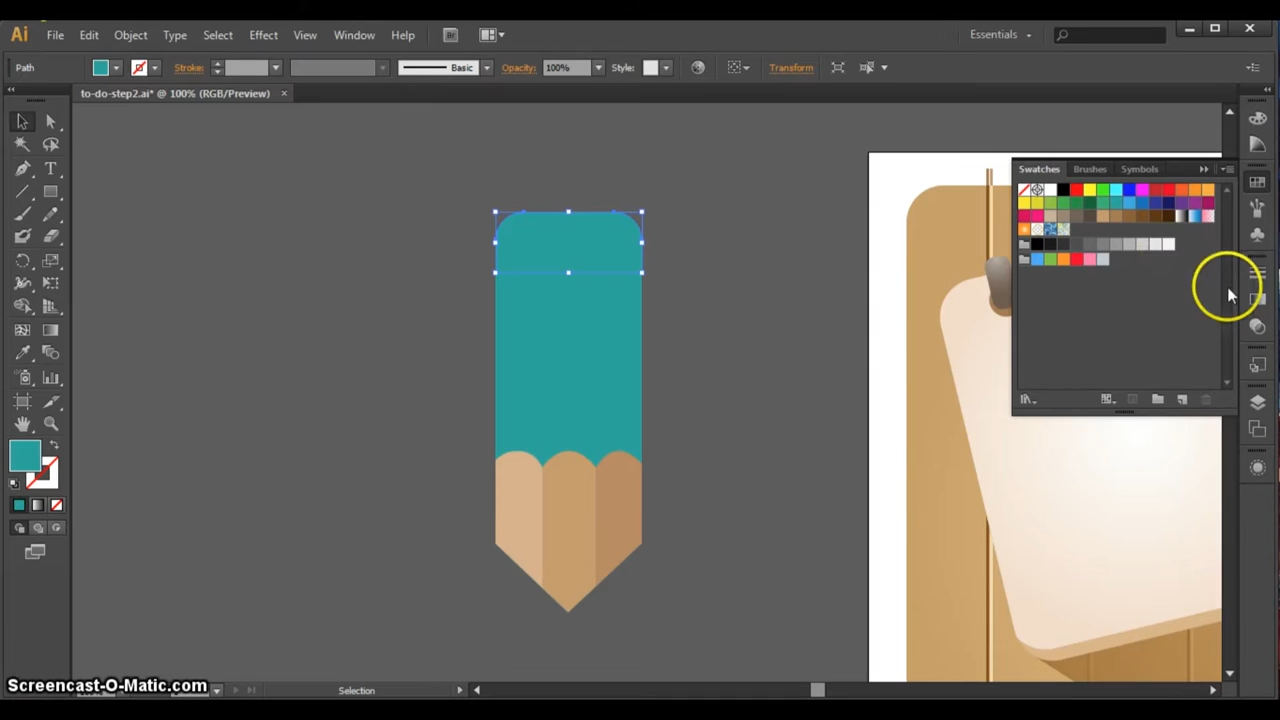 Ai File Edit Object Type Select Effect View Window Help Br Essentials
Path Stroke: Basic Opacity: 100% Style: Transform
to-do-step2.ai* @ 100% (RGB/Preview) ×
Swatches Brushes Symbols
T
Selection
Screencast-O-Matic.com